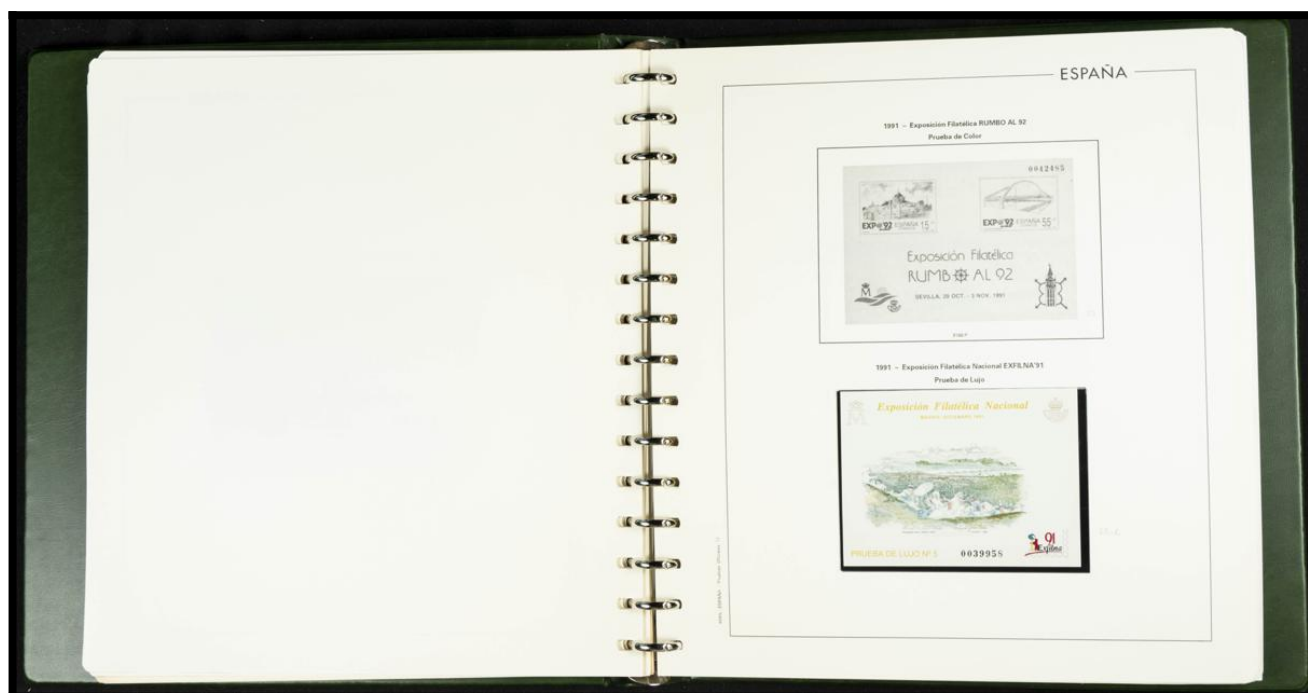 ESPAÑA
1991 – Exposición Filatélica RUMBO AL 92
Prueba de Color
0042485
EXPO'92 ESPAÑA 15
EXPO'92 ESPAÑA 55
Exposición Filatélica
RUMBO AL 92
SEVILLA, 29 OCT. - 3 NOV. 1991
1991 – Exposición Filatélica Nacional EXFILNA'91
Prueba de Lujo
Exposición Filatélica Nacional
PRUEBA DE LUJO Nº 5
0039958
91
Exfilna